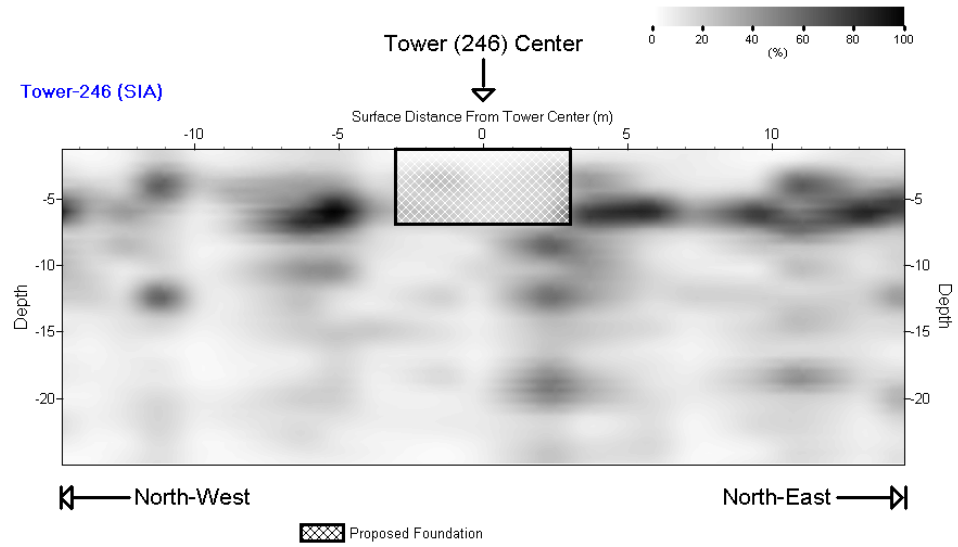 0 20 40 60 80 100
(%)
Tower (246) Center
Tower-246 (SIA)
Surface Distance From Tower Center (m)
-10 -5 0 5 10
-5 -5
-10 -10
Depth Depth
-15 -15
-20 -20
North-West North-East
Proposed Foundation